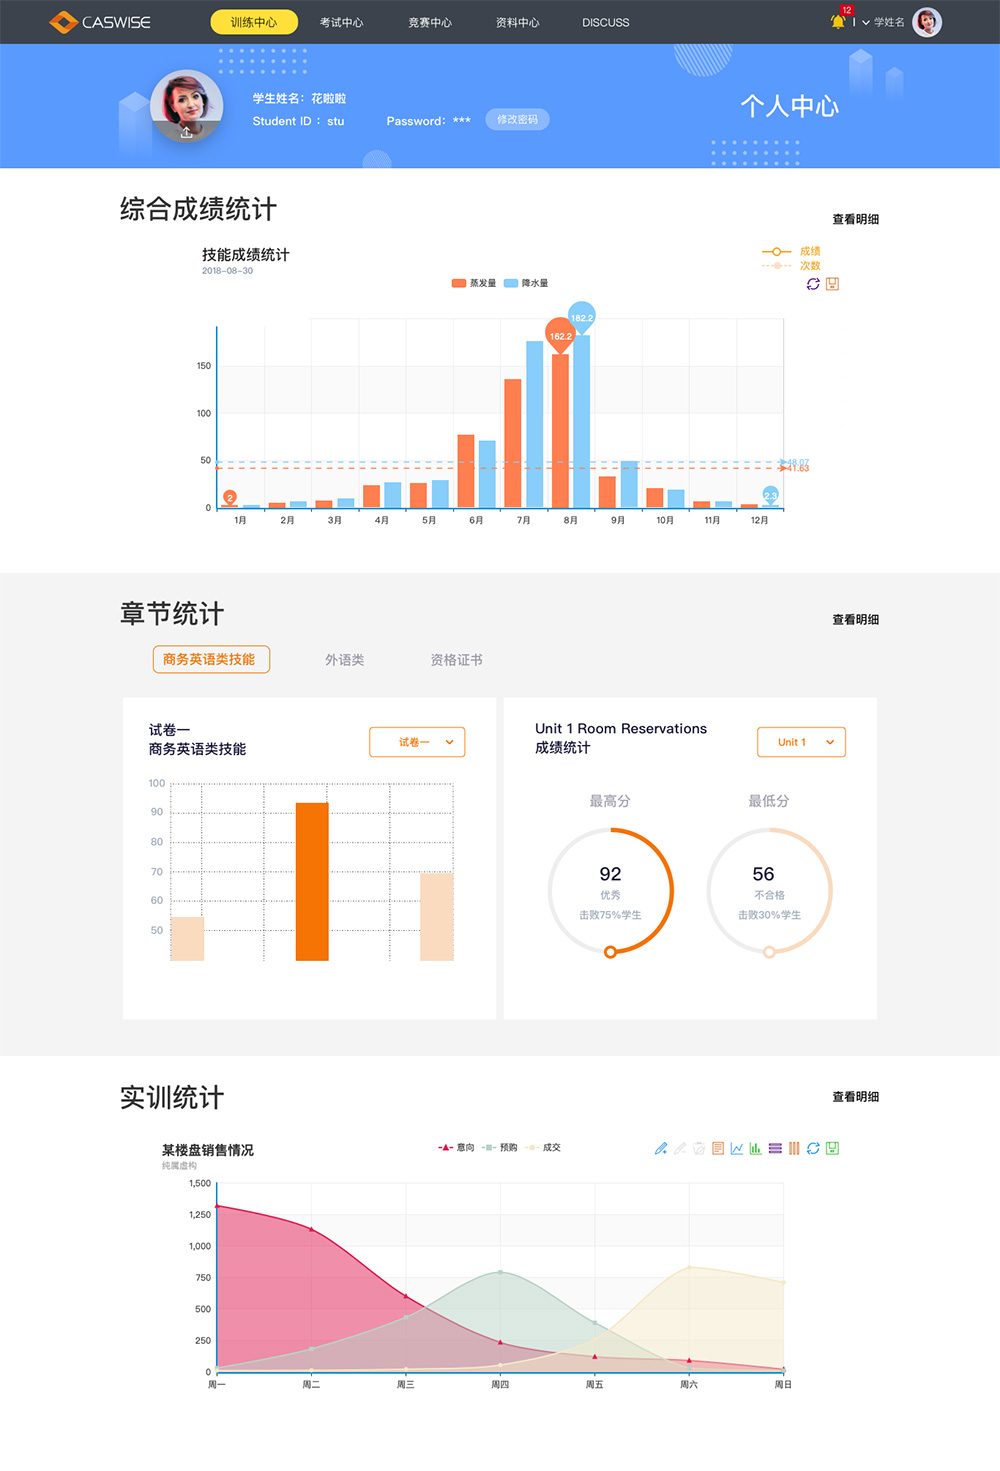 CASWISE
训练中心 考试中心 竞赛中心 资料中心 DISCUSS
12
学姓名
学生姓名：花啦啦
Student ID： stu Password：*** 修改密码
个人中心
综合成绩统计
查看明细
技能成绩统计
2018-08-30
成绩
次数
蒸发量 降水量
182.2
162.2
150
100
50
48.07
41.63
2
2.3
0
1月 2月 3月 4月 5月 6月 7月 8月 9月 10月 11月 12月
章节统计
查看明细
商务英语类技能 外语类 资格证书
试卷一
商务英语类技能
试卷一
100
90
80
70
60
50
Unit 1 Room Reservations
成绩统计
Unit 1
最高分 最低分
92 56
优秀 不合格
击败75%学生 击败30%学生
实训统计
查看明细
某楼盘销售情况
纯属虚构
意向 预购 成交
1,500
1,250
1,000
750
500
250
0
周一 周二 周三 周四 周五 周六 周日